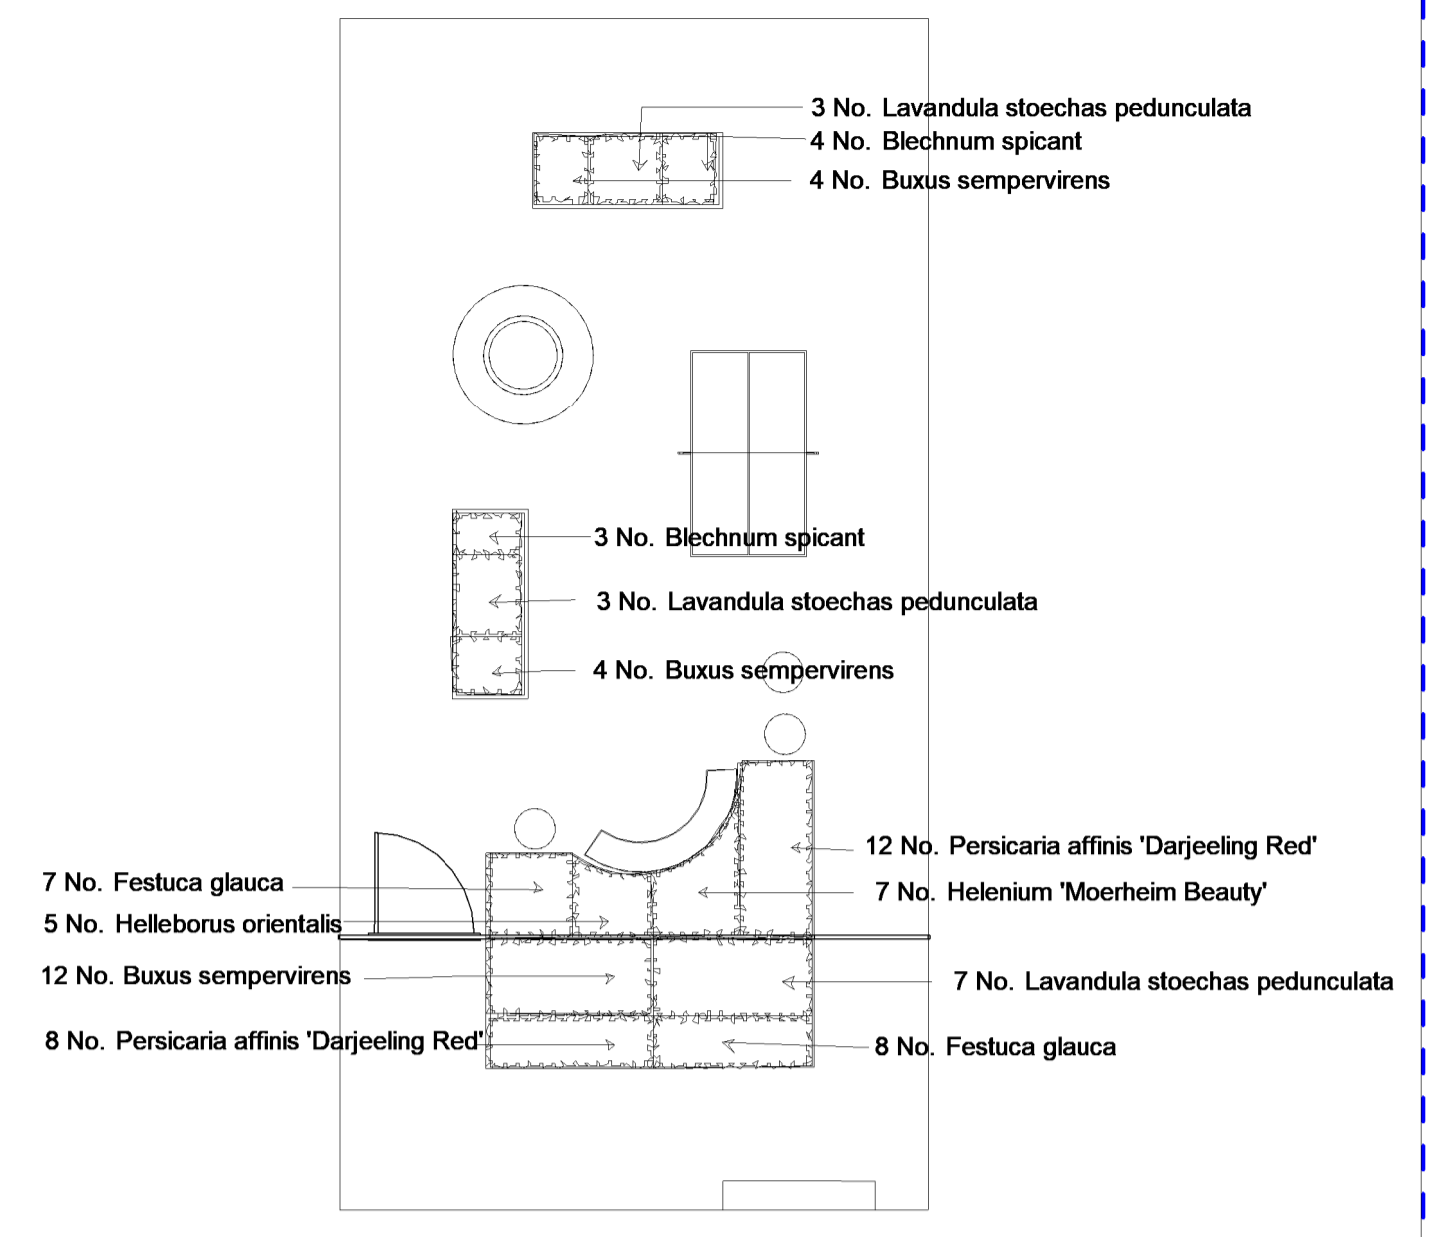 3 No. Lavandula stoechas pedunculata
4 No. Blechnum spicant
4 No. Buxus sempervirens
3 No. Blechnum spicant
3 No. Lavandula stoechas pedunculata
4 No. Buxus sempervirens
12 No. Persicaria affinis 'Darjeeling Red'
7 No. Festuca glauca
7 No. Helenium 'Moerheim Beauty'
5 No. Helleborus orientalis
12 No. Buxus sempervirens
7 No. Lavandula stoechas pedunculata
8 No. Persicaria affinis 'Darjeeling Red'
8 No. Festuca glauca